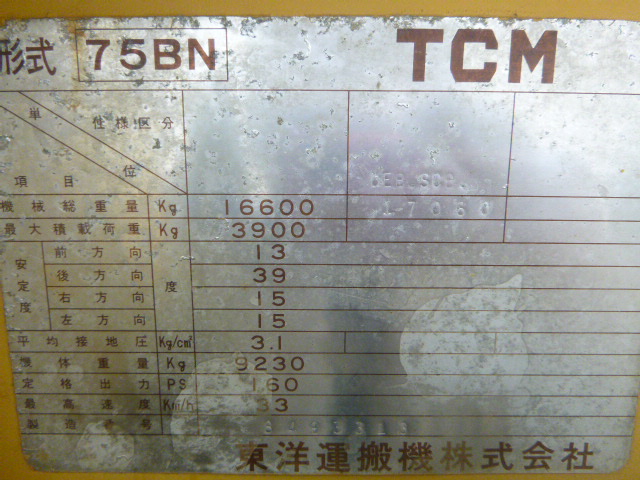 形式 75BN TCM
単
仕様区分
位
項目
機械総重量 Kg 16600
最大積載荷重 Kg 3900
安定度 前方向 度 13
後方向 39
右方向 15
左方向 15
平均接地圧 Kg/cm² 3.1
機体重量 Kg 9230
定格出力 PS 160
最高速度 Km/h 33
製造番号
東洋運搬機株式会社